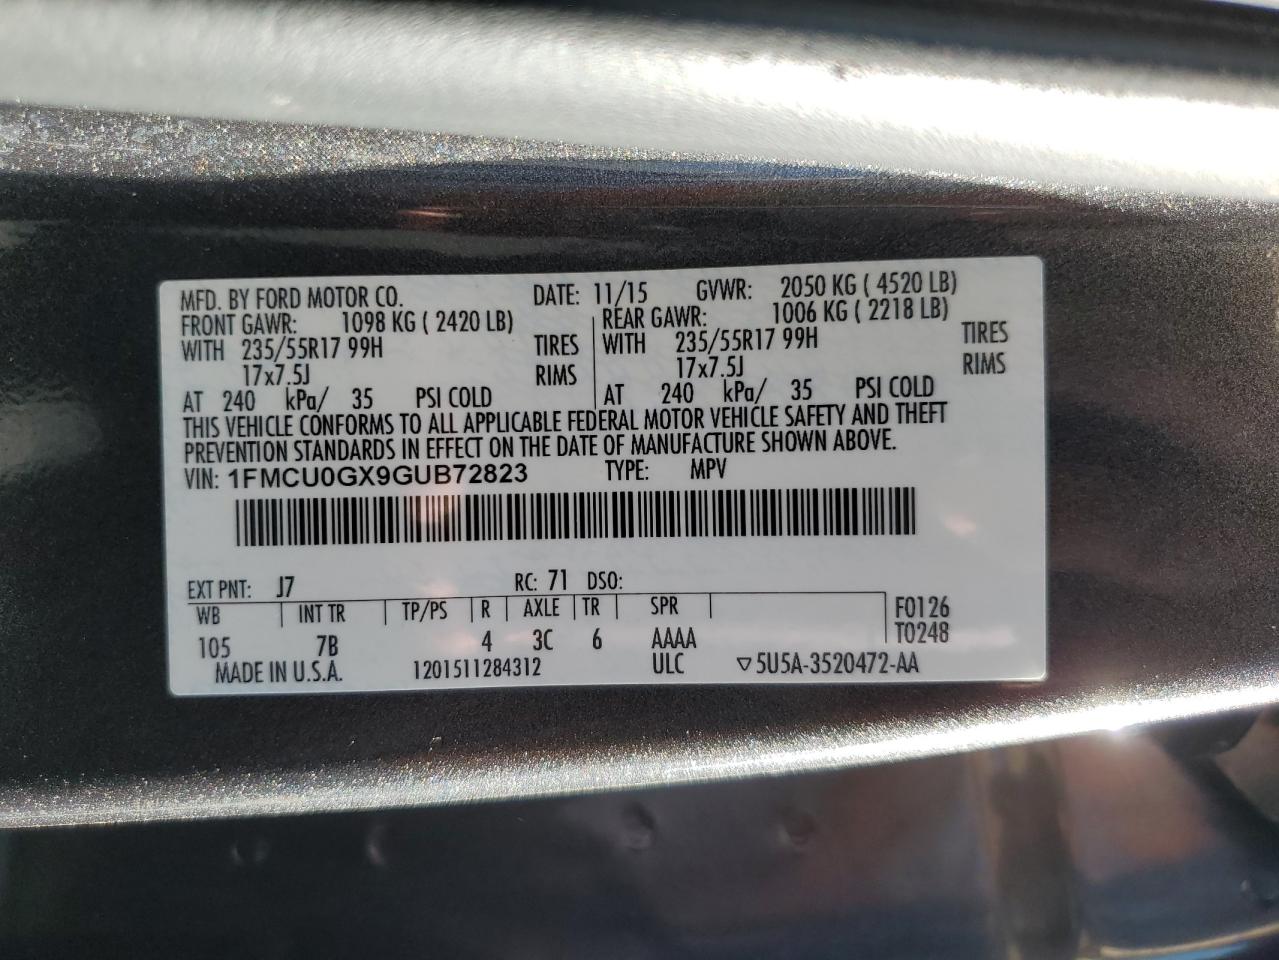 MFD. BY FORD MOTOR CO. DATE: 11/15 GVWR: 2050 KG ( 4520 LB)
FRONT GAWR: 1098 KG ( 2420 LB) REAR GAWR: 1006 KG ( 2218 LB)
WITH 235/55R17 99H TIRES WITH 235/55R17 99H TIRES
17x7.5J RIMS 17x7.5J RIMS
AT 240 kPa/ 35 PSI COLD AT 240 kPa/ 35 PSI COLD
THIS VEHICLE CONFORMS TO ALL APPLICABLE FEDERAL MOTOR VEHICLE SAFETY AND THEFT
PREVENTION STANDARDS IN EFFECT ON THE DATE OF MANUFACTURE SHOWN ABOVE.
VIN: 1FMCU0GX9GUB72823 TYPE: MPV
EXT PNT: J7 RC: 71 DSO:
WB INT TR TP/PS R AXLE TR SPR F0126
105 7B 4 3C 6 AAAA T0248
MADE IN U.S.A. 1201511284312 ULC ▽5U5A-3520472-AA